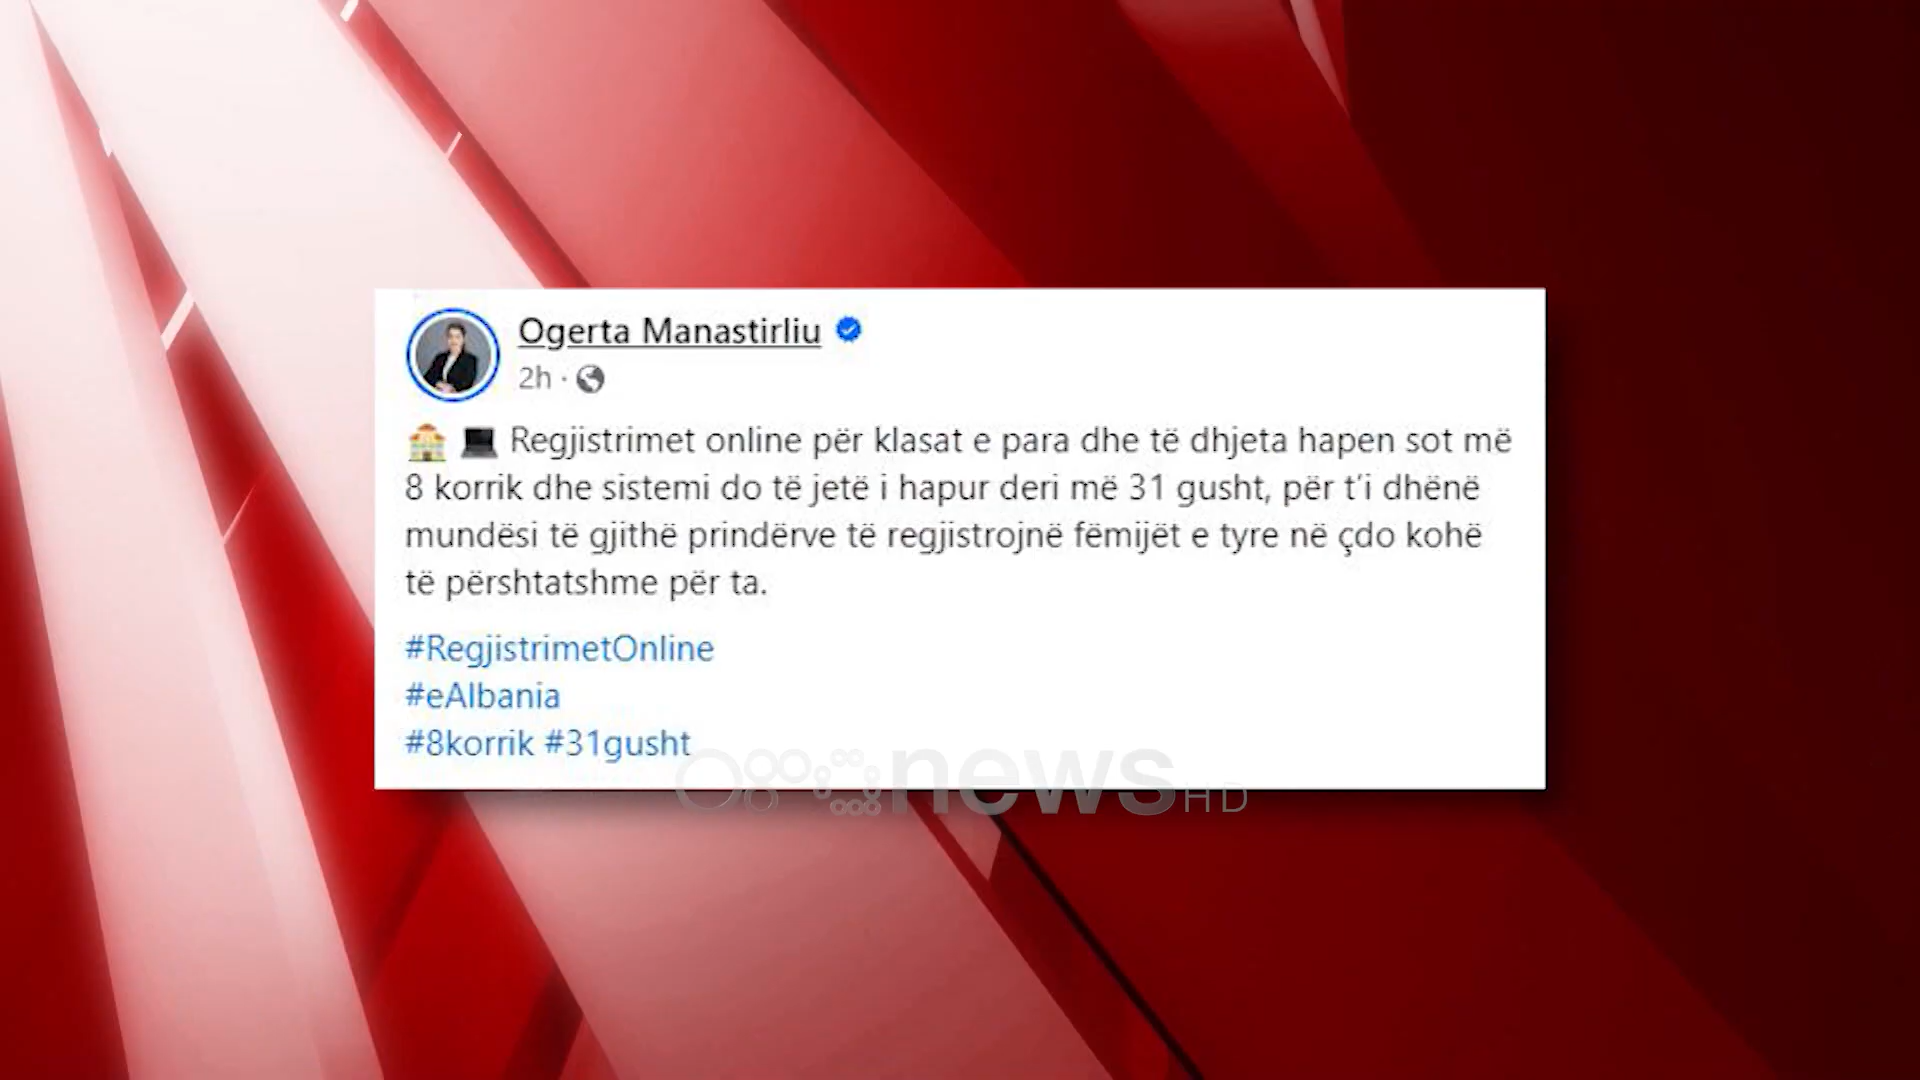 Ogerta Manastirliu
2h ·
Regjistrimet online për klasat e para dhe të dhjeta hapen sot më
8 korrik dhe sistemi do të jetë i hapur deri më 31 gusht, për t'i dhënë
mundësi të gjithë prindërve të regjistrojnë fëmijët e tyre në çdo kohë
të përshtatshme për ta.
#RegjistrimetOnline
#eAlbania
#8korrik #31gusht
news HD